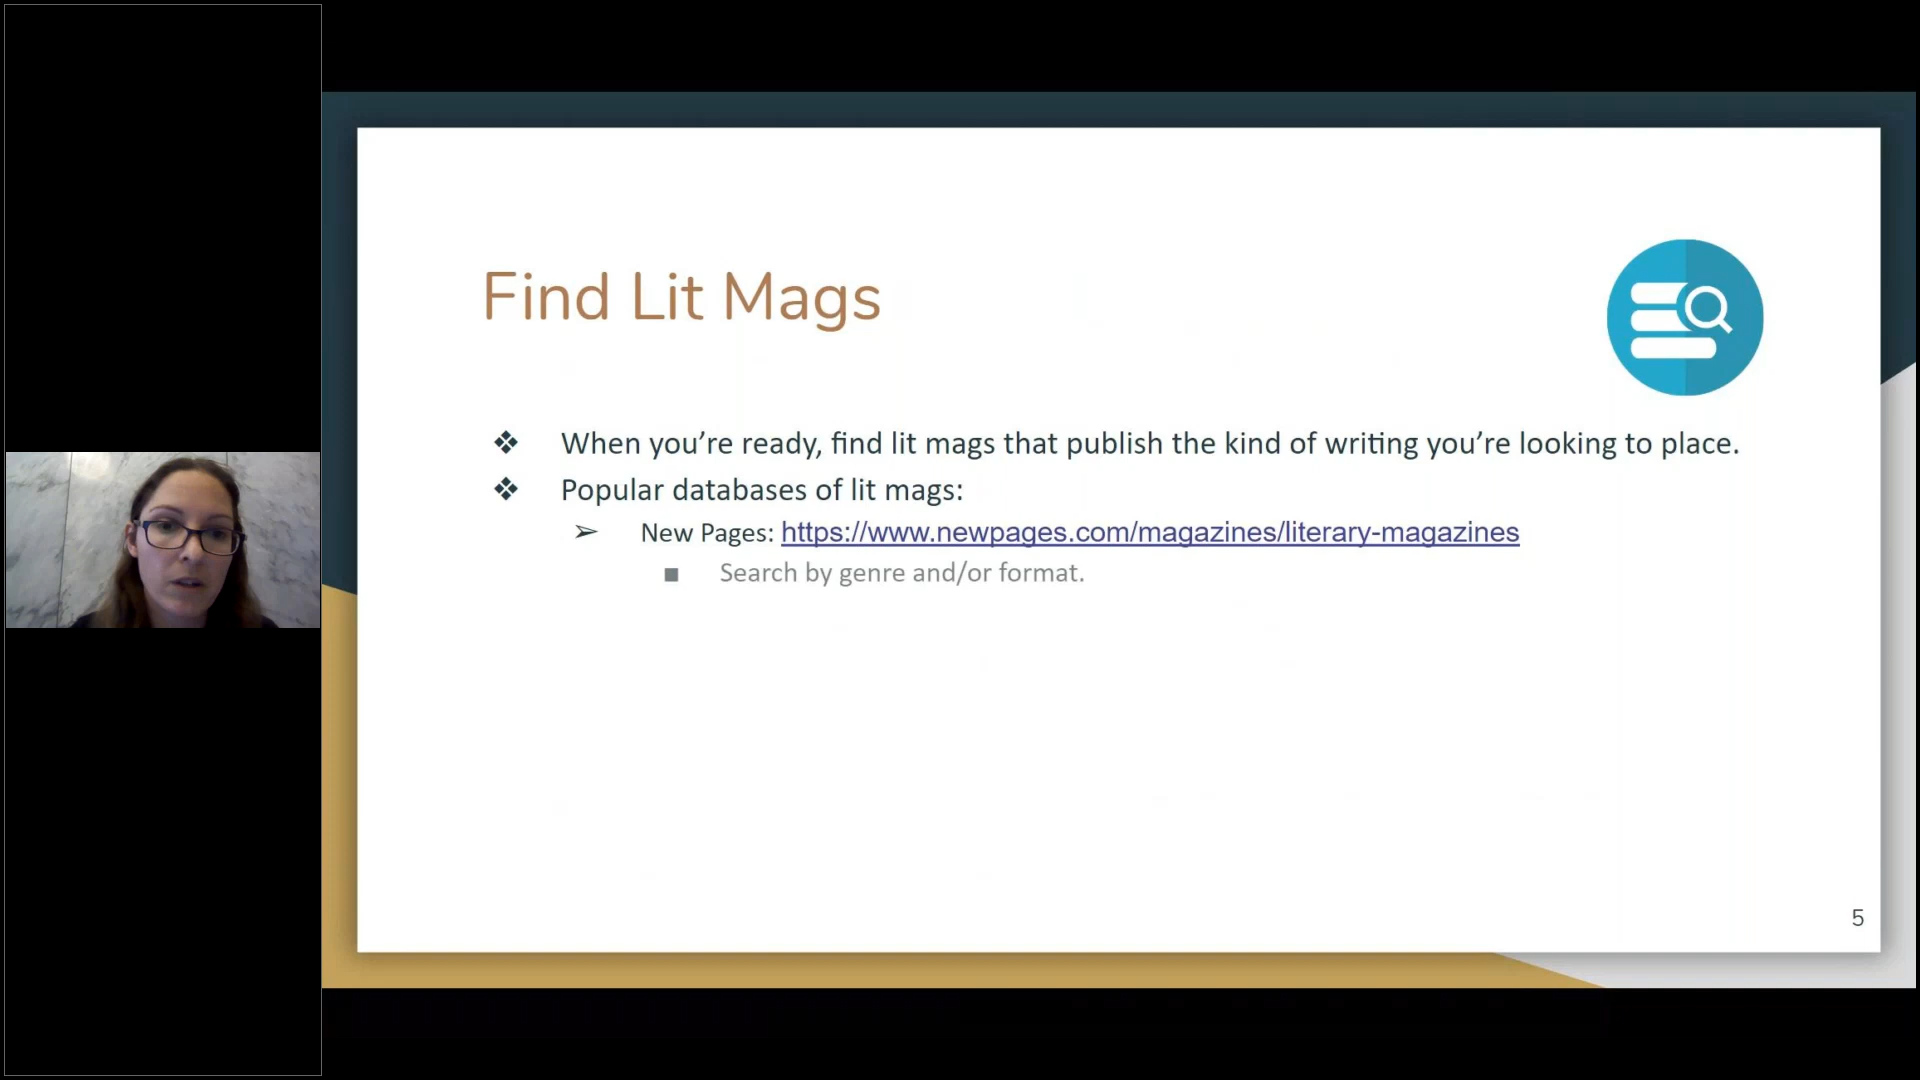 Find Lit Mags
❖ When you’re ready, find lit mags that publish the kind of writing you’re looking to place.
❖ Popular databases of lit mags:
➢ New Pages: https://www.newpages.com/magazines/literary-magazines
■ Search by genre and/or format.
5